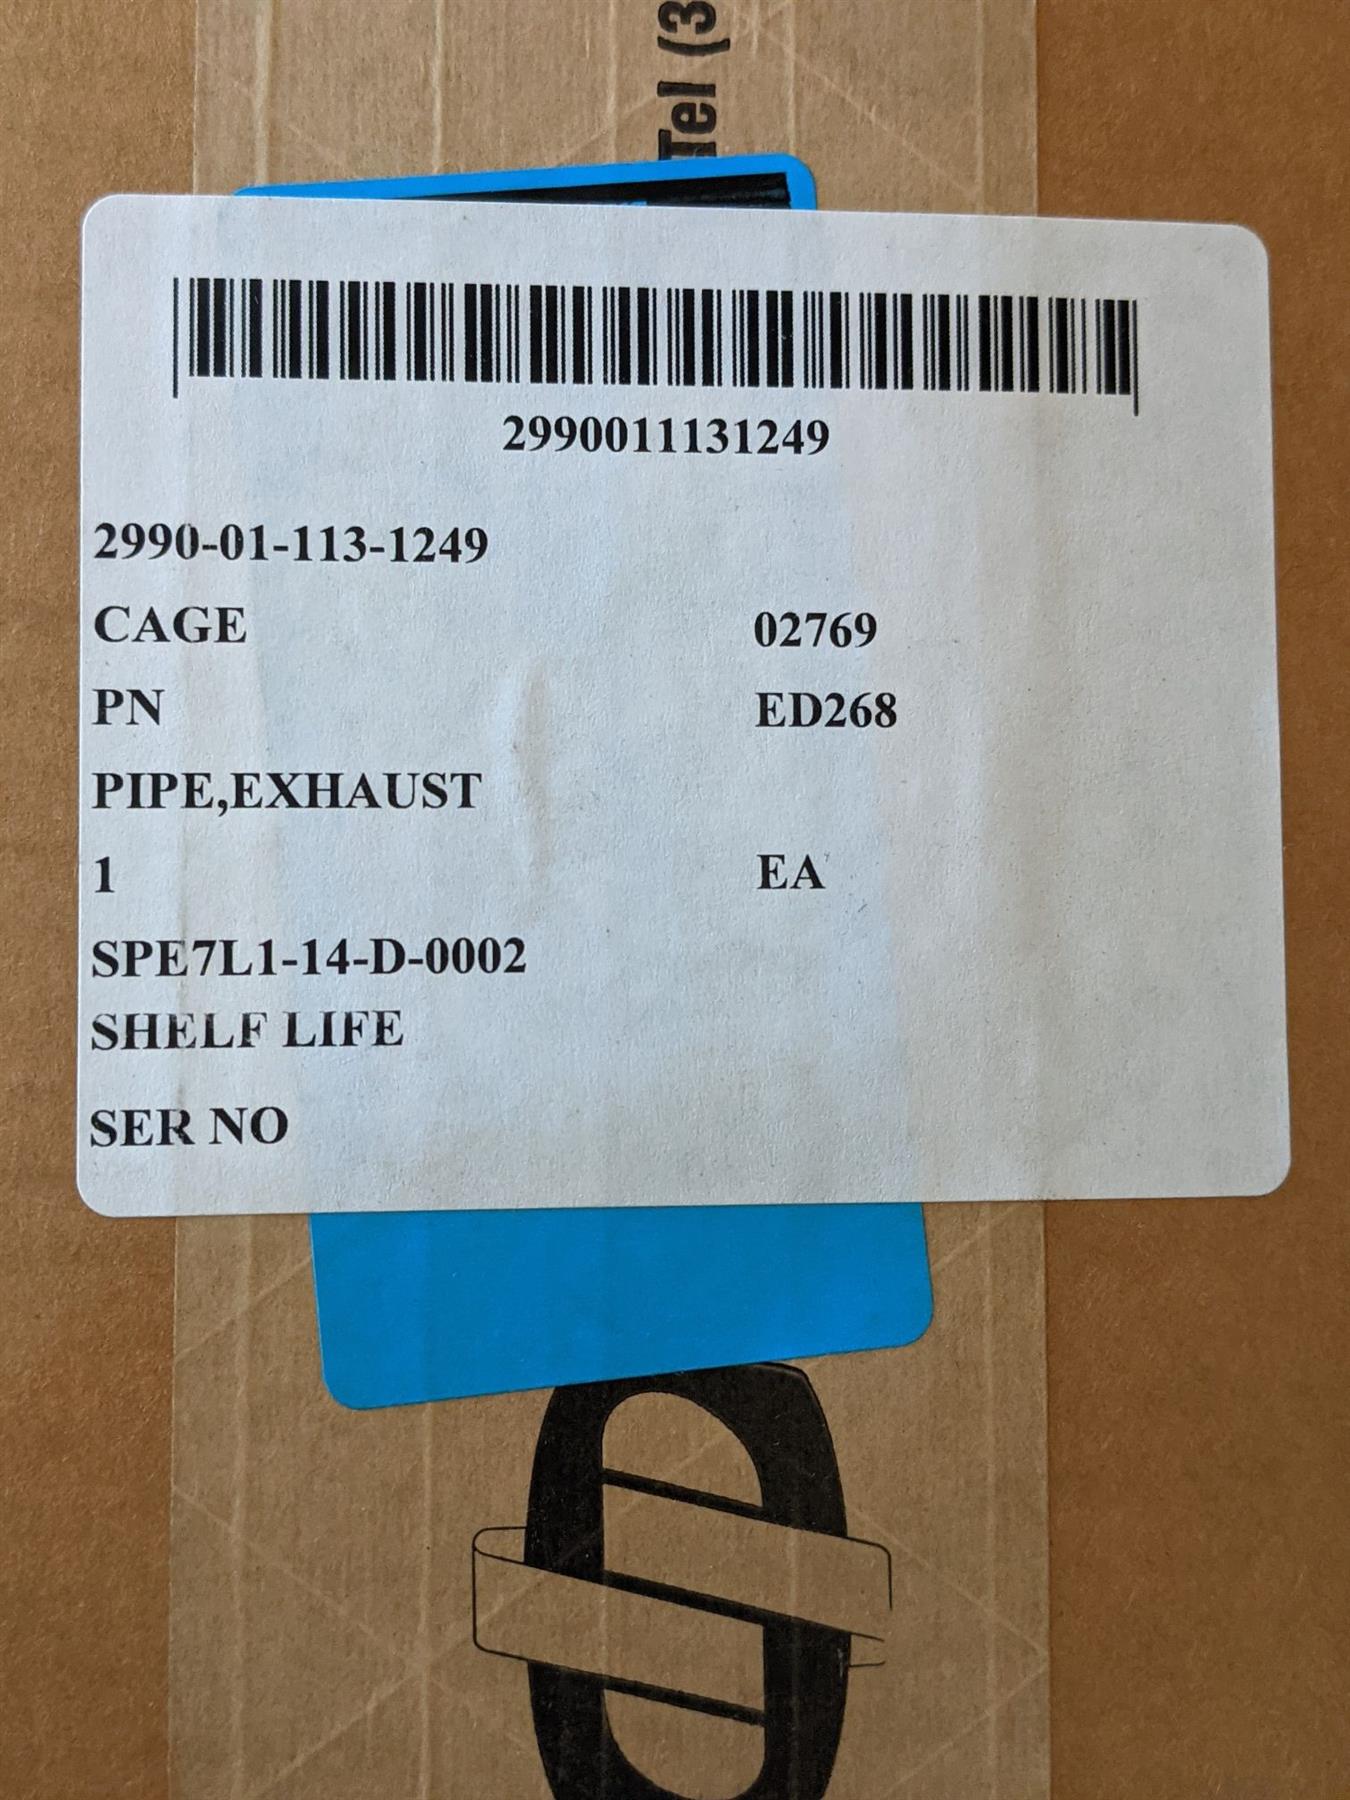 Tel (3
2990011131249
2990-01-113-1249
CAGE 02769
PN ED268
PIPE,EXHAUST
1 EA
SPE7L1-14-D-0002
SHELF LIFE
SER NO